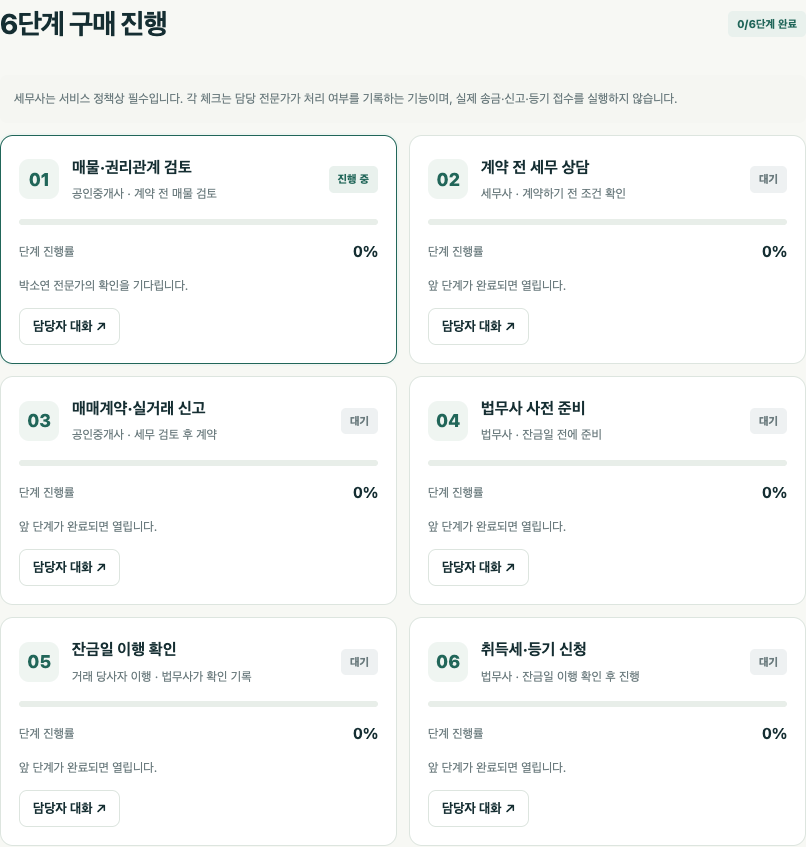 6단계 구매 진행
0/6단계 완료
세무사는 서비스 정책상 필수입니다. 각 체크는 담당 전문가가 처리 여부를 기록하는 기능이며, 실제 송금·신고·등기 접수를 실행하지 않습니다.
01
매물·권리관계 검토
공인중개사 · 계약 전 매물 검토
진행 중
단계 진행률
0%
박소연 전문가의 확인을 기다립니다.
담당자 대화 ↗
02
계약 전 세무 상담
세무사 · 계약하기 전 조건 확인
대기
단계 진행률
0%
앞 단계가 완료되면 열립니다.
담당자 대화 ↗
03
매매계약·실거래 신고
공인중개사 · 세무 검토 후 계약
대기
단계 진행률
0%
앞 단계가 완료되면 열립니다.
담당자 대화 ↗
04
법무사 사전 준비
법무사 · 잔금일 전에 준비
대기
단계 진행률
0%
앞 단계가 완료되면 열립니다.
담당자 대화 ↗
05
잔금일 이행 확인
거래 당사자 이행 · 법무사가 확인 기록
대기
단계 진행률
0%
앞 단계가 완료되면 열립니다.
담당자 대화 ↗
06
취득세·등기 신청
법무사 · 잔금일 이행 확인 후 진행
대기
단계 진행률
0%
앞 단계가 완료되면 열립니다.
담당자 대화 ↗